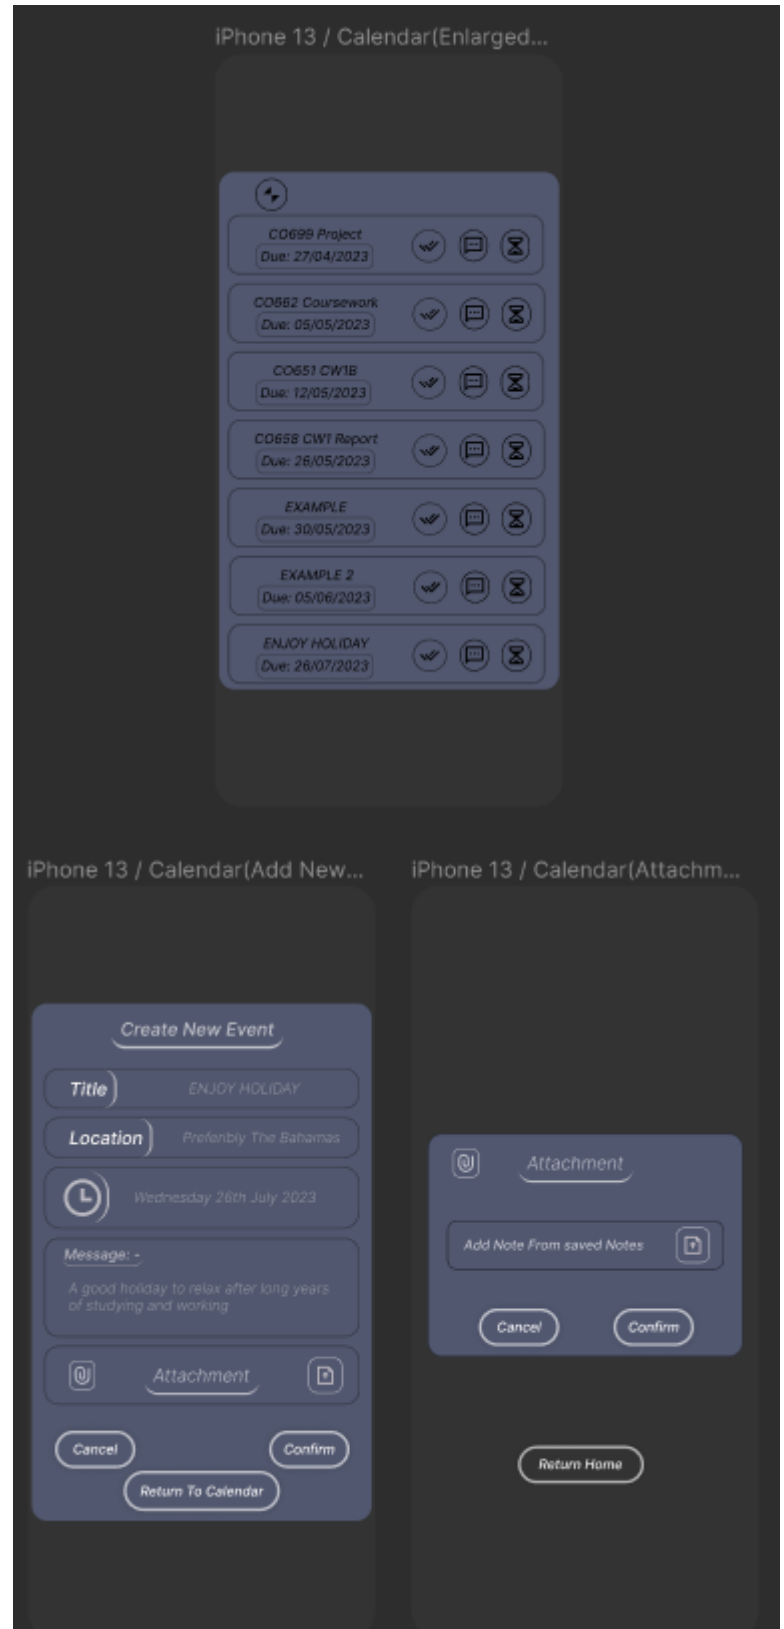 iPhone 13 / Calendar(Enlarged...
CO699 Project
Due: 27/04/2023
CO662 Coursework
Due: 05/05/2023
CO651 CW1B
Due: 12/05/2023
CO658 CW1 Report
Due: 26/05/2023
EXAMPLE
Due: 30/05/2023
EXAMPLE 2
Due: 05/06/2023
ENJOY HOLIDAY
Due: 26/07/2023
iPhone 13 / Calendar(Add New...
Create New Event
Title ENJOY HOLIDAY
Location Preferibly The Bahamas
Wednesday 26th July 2023
Message: -
A good holiday to relax after long years
of studying and working
Attachment
Cancel Confirm
Return To Calendar
iPhone 13 / Calendar(Attachm...
Attachment
Add Note From saved Notes
Cancel Confirm
Return Home